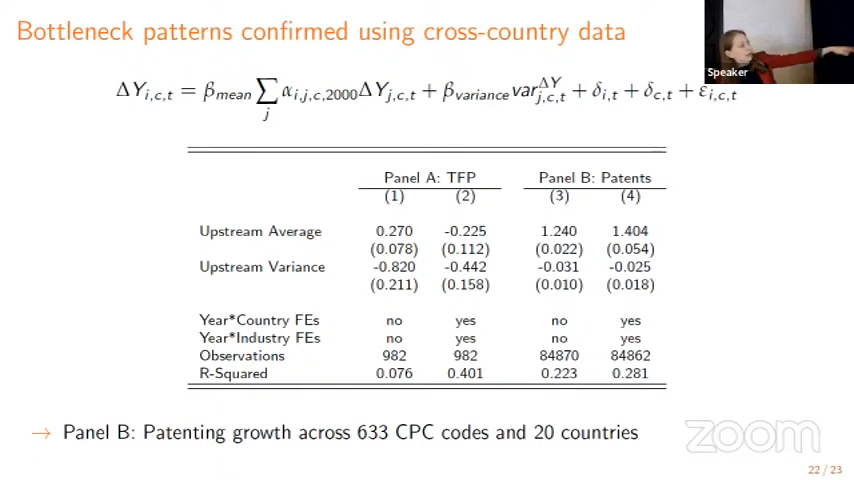 Bottleneck patterns confirmed using cross-country data
Speaker
ΔY_{i,c,t} = β_{mean} ∑_j α_{i,j,c,2000}ΔY_{j,c,t} + β_{variance} var^{ΔY}_{j,c,t} + δ_{i,t} + δ_{c,t} + ε_{i,c,t}
Panel A: TFP Panel B: Patents
(1) (2) (3) (4)
Upstream Average 0.270 -0.225 1.240 1.404
(0.078) (0.112) (0.022) (0.054)
Upstream Variance -0.820 -0.442 -0.031 -0.025
(0.211) (0.158) (0.010) (0.018)
Year*Country FEs no yes no yes
Year*Industry FEs no yes no yes
Observations 982 982 84870 84862
R-Squared 0.076 0.401 0.223 0.281
→ Panel B: Patenting growth across 633 CPC codes and 20 countries
zoom
22 / 23